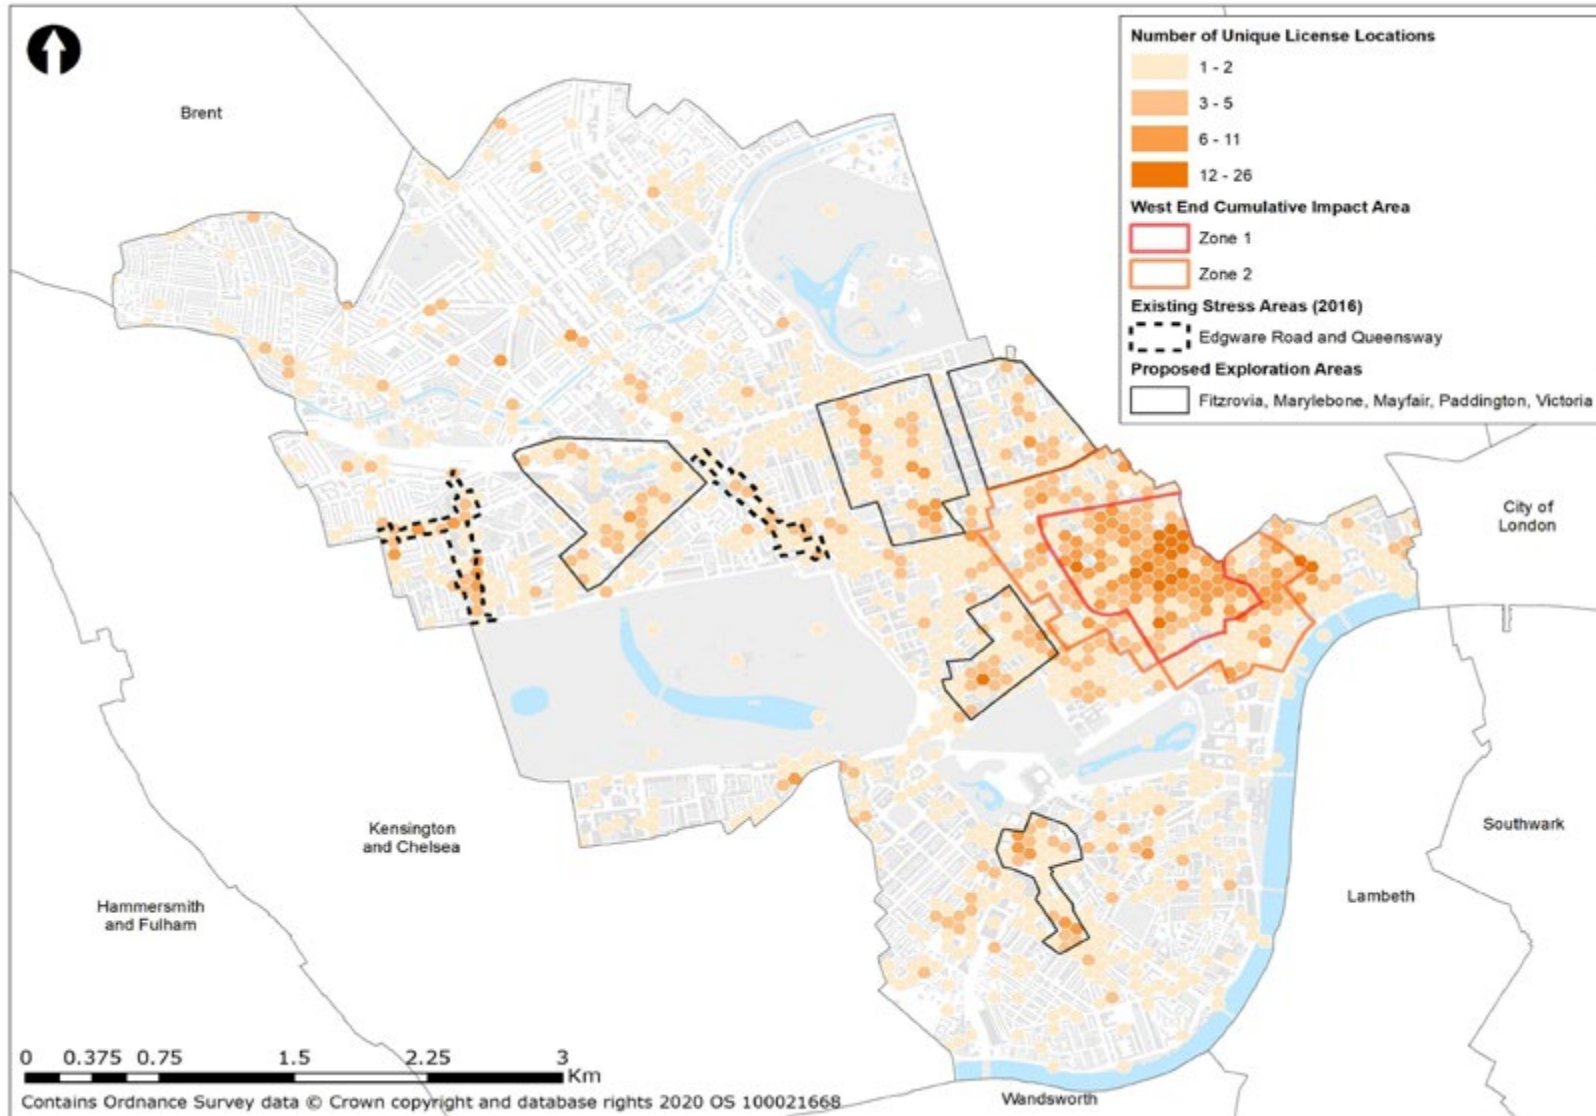 Brent
Number of Unique License Locations
1 - 2
3 - 5
6 - 11
12 - 26
West End Cumulative Impact Area
Zone 1
Zone 2
Existing Stress Areas (2016)
Edgware Road and Queensway
Proposed Exploration Areas
Fitzrovia, Marylebone, Mayfair, Paddington, Victoria
City of
London
Kensington
and Chelsea
Southwark
Hammersmith
and Fulham
Lambeth
0 0.375 0.75 1.5 2.25 3
Km
Contains Ordnance Survey data © Crown copyright and database rights 2020 OS 100021668
Wandsworth